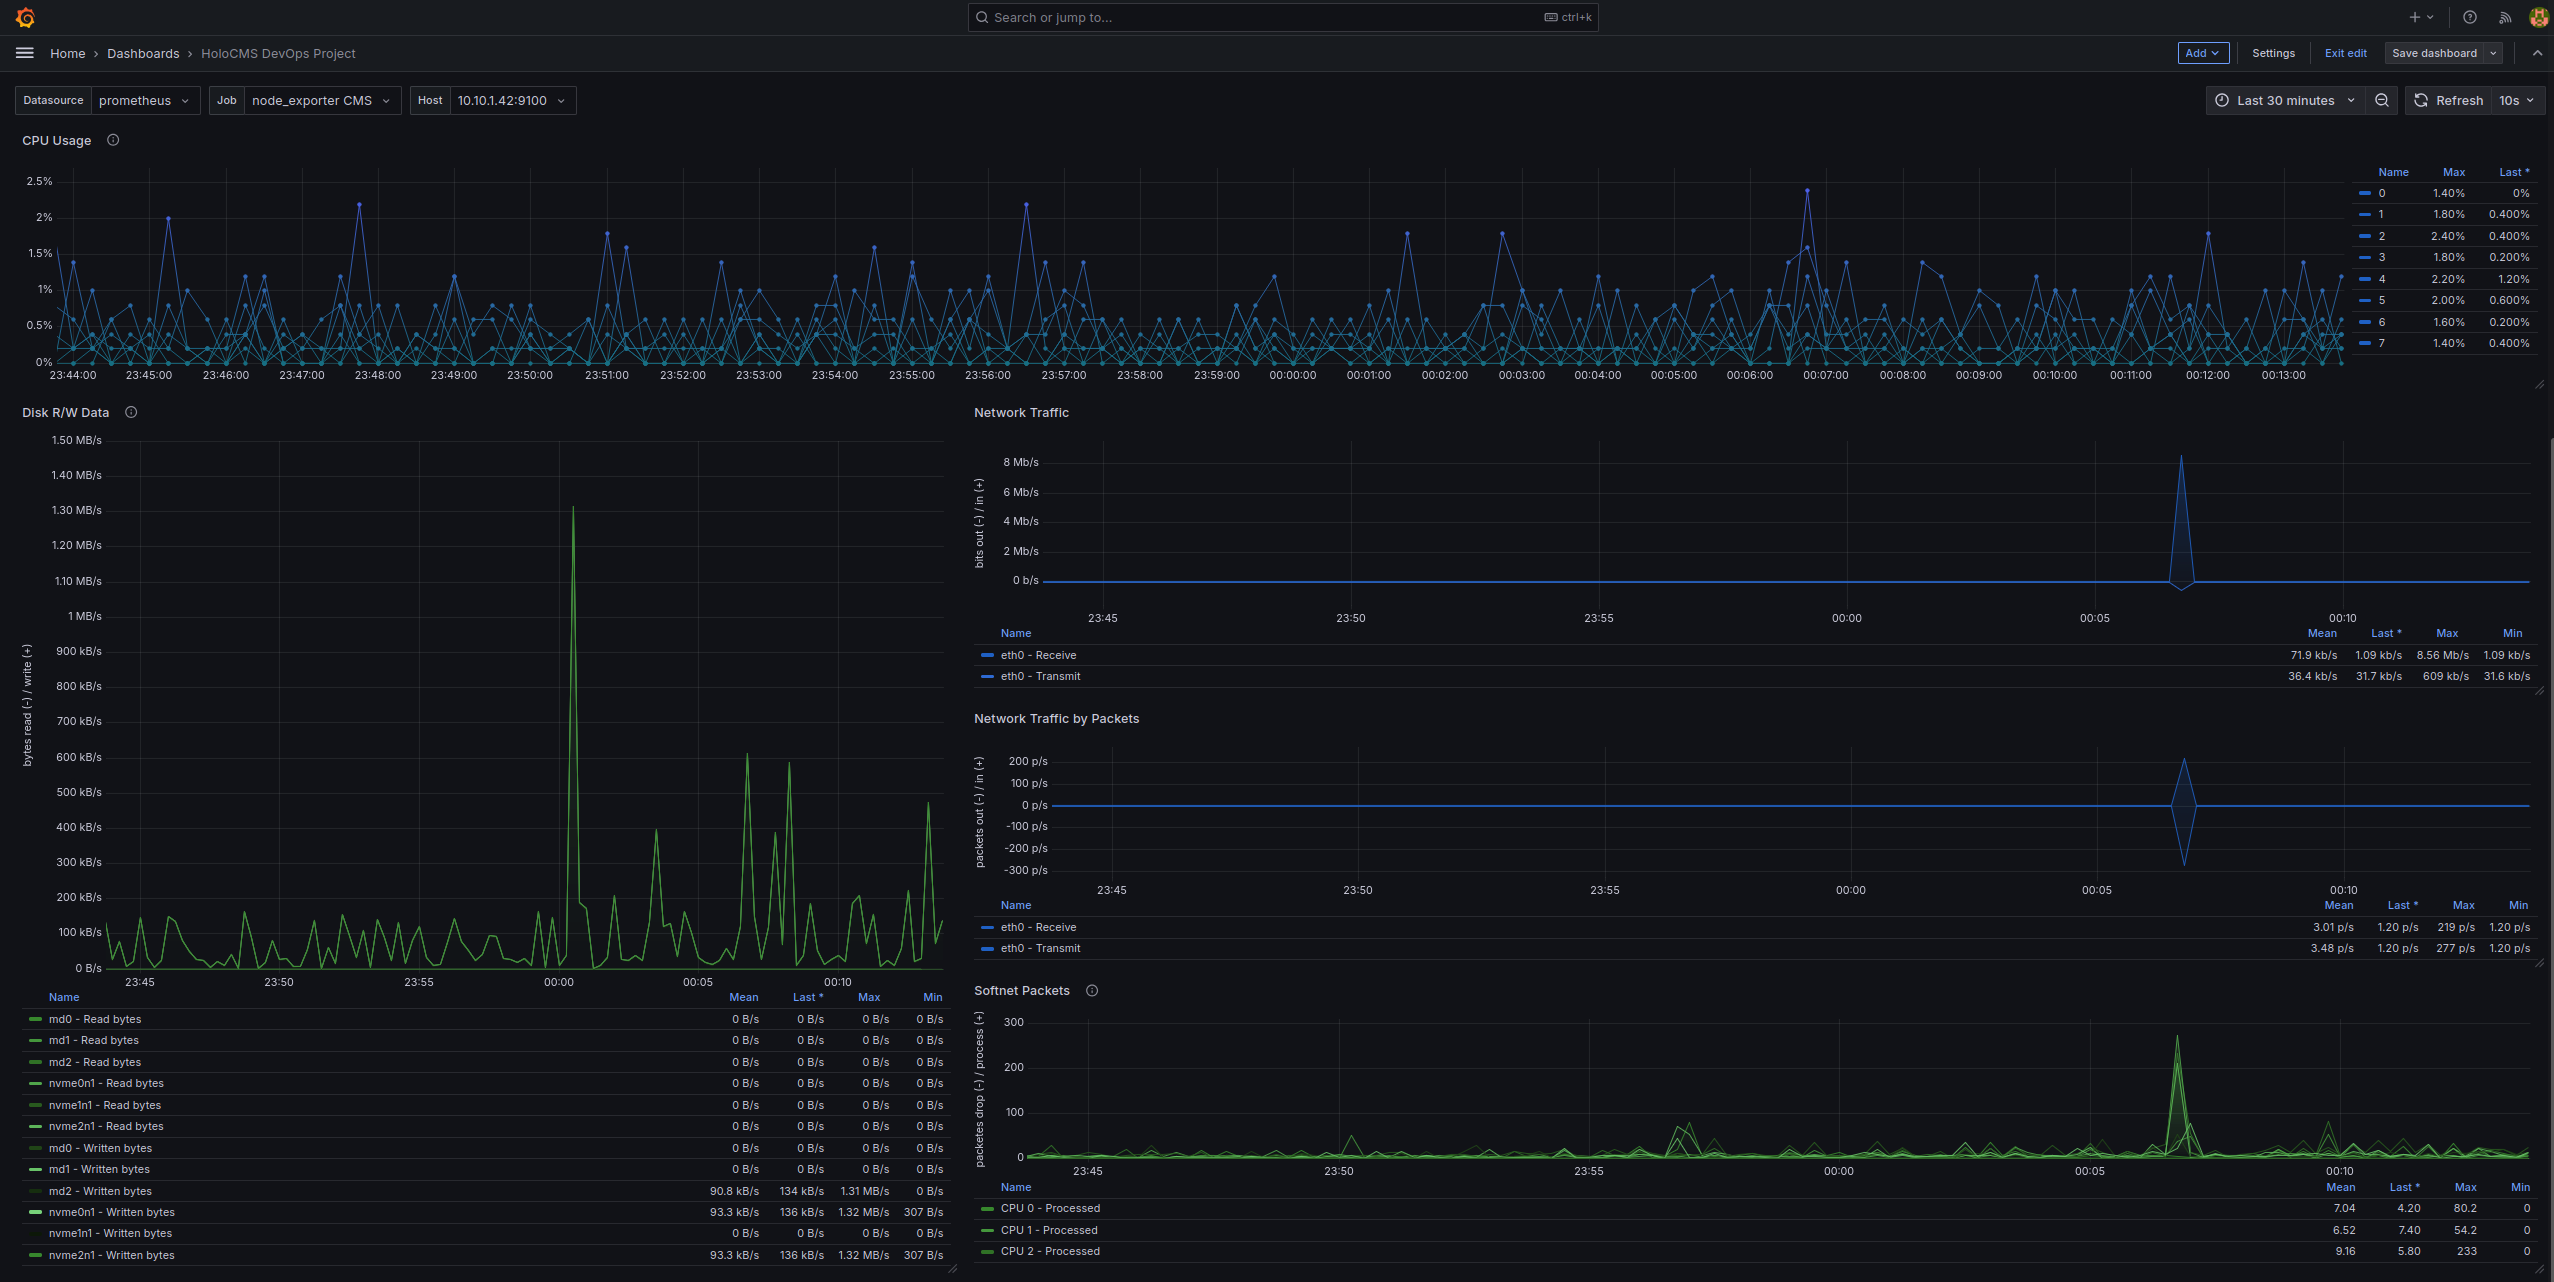 Search or jump to... ctrl+k
Home › Dashboards › HoloCMS DevOps Project Add Settings Exit edit Save dashboard
Datasource prometheus Job node_exporter CMS Host 10.10.1.42:9100 Last 30 minutes Refresh 10s
CPU Usage
2.5%
2%
1.5%
1%
0.5%
0%
23:44:00 23:45:00 23:46:00 23:47:00 23:48:00 23:49:00 23:50:00 23:51:00 23:52:00 23:53:00 23:54:00 23:55:00 23:56:00 23:57:00 23:58:00 23:59:00 00:00:00 00:01:00 00:02:00 00:03:00 00:04:00 00:05:00 00:06:00 00:07:00 00:08:00 00:09:00 00:10:00 00:11:00 00:12:00 00:13:00
Name Max Last *
0 1.40% 0%
1 1.80% 0.400%
2 2.40% 0.400%
3 1.80% 0.200%
4 2.20% 1.20%
5 2.00% 0.600%
6 1.60% 0.200%
7 1.40% 0.400%
Disk R/W Data
bytes read (-) / write (+)
1.50 MB/s
1.40 MB/s
1.30 MB/s
1.20 MB/s
1.10 MB/s
1 MB/s
900 kB/s
800 kB/s
700 kB/s
600 kB/s
500 kB/s
400 kB/s
300 kB/s
200 kB/s
100 kB/s
0 B/s
23:45 23:50 23:55 00:00 00:05 00:10
Name Mean Last * Max Min
md0 - Read bytes 0 B/s 0 B/s 0 B/s 0 B/s
md1 - Read bytes 0 B/s 0 B/s 0 B/s 0 B/s
md2 - Read bytes 0 B/s 0 B/s 0 B/s 0 B/s
nvme0n1 - Read bytes 0 B/s 0 B/s 0 B/s 0 B/s
nvme1n1 - Read bytes 0 B/s 0 B/s 0 B/s 0 B/s
nvme2n1 - Read bytes 0 B/s 0 B/s 0 B/s 0 B/s
md0 - Written bytes 0 B/s 0 B/s 0 B/s 0 B/s
md1 - Written bytes 0 B/s 0 B/s 0 B/s 0 B/s
md2 - Written bytes 90.8 kB/s 134 kB/s 1.31 MB/s 0 B/s
nvme0n1 - Written bytes 93.3 kB/s 136 kB/s 1.32 MB/s 307 B/s
nvme1n1 - Written bytes 0 B/s 0 B/s 0 B/s 0 B/s
nvme2n1 - Written bytes 93.3 kB/s 136 kB/s 1.32 MB/s 307 B/s
Network Traffic
bits out (-) / in (+)
8 Mb/s
6 Mb/s
4 Mb/s
2 Mb/s
0 b/s
23:45 23:50 23:55 00:00 00:05 00:10
Name Mean Last * Max Min
eth0 - Receive 71.9 kb/s 1.09 kb/s 8.56 Mb/s 1.09 kb/s
eth0 - Transmit 36.4 kb/s 31.7 kb/s 609 kb/s 31.6 kb/s
Network Traffic by Packets
packets out (-) / in (+)
200 p/s
100 p/s
0 p/s
-100 p/s
-200 p/s
-300 p/s
23:45 23:50 23:55 00:00 00:05 00:10
Name Mean Last * Max Min
eth0 - Receive 3.01 p/s 1.20 p/s 219 p/s 1.20 p/s
eth0 - Transmit 3.48 p/s 1.20 p/s 277 p/s 1.20 p/s
Softnet Packets
packetes drop (-) / process (+)
300
200
100
0
23:45 23:50 23:55 00:00 00:05 00:10
Name Mean Last * Max Min
CPU 0 - Processed 7.04 4.20 80.2 0
CPU 1 - Processed 6.52 7.40 54.2 0
CPU 2 - Processed 9.16 5.80 233 0